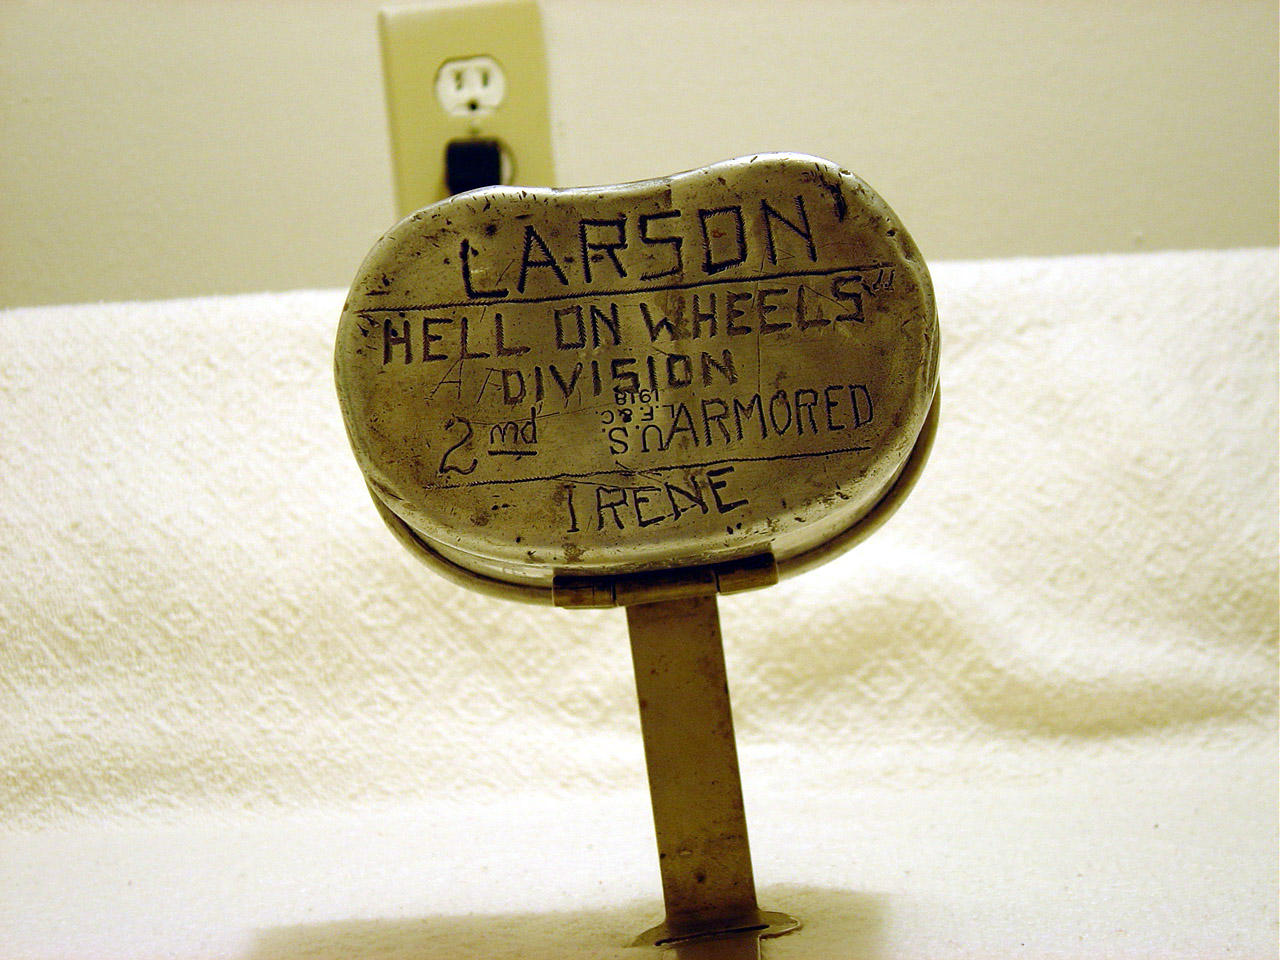 LARSON
HELL ON WHEELS"
DIVISION
2nd ARMORED
IRENE
U.S.
L.F.&C.
1918